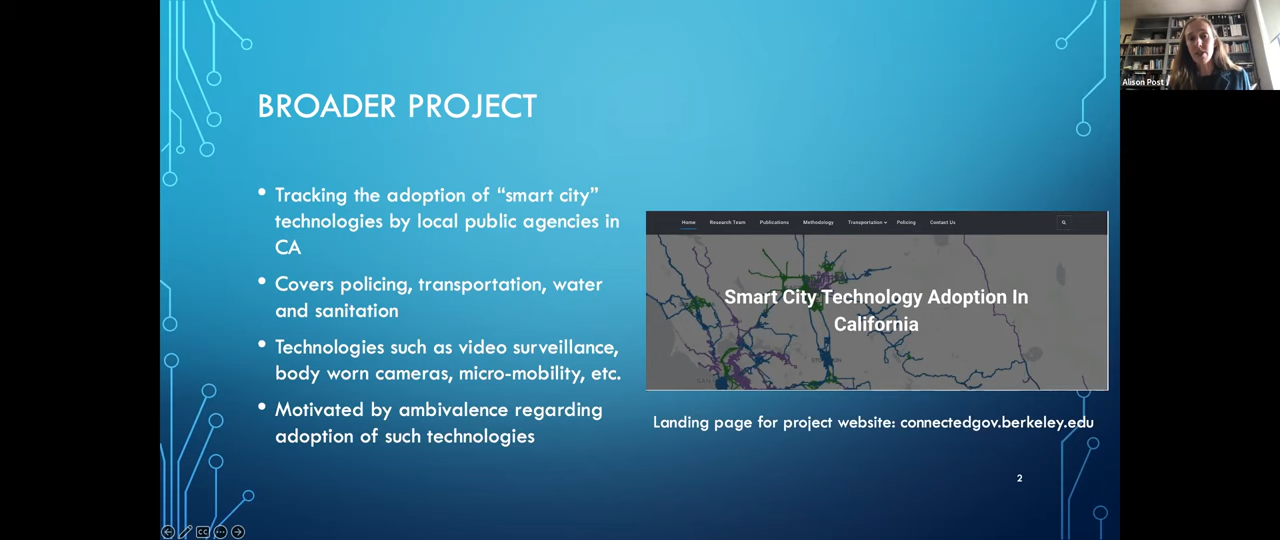 Alison Post
BROADER PROJECT
• Tracking the adoption of “smart city”
technologies by local public agencies in
CA
• Covers policing, transportation, water
and sanitation
• Technologies such as video surveillance,
body worn cameras, micro-mobility, etc.
• Motivated by ambivalence regarding
adoption of such technologies
Home Research Team Publications Methodology Transportation Policing Contact Us
Smart City Technology Adoption In
California
Landing page for project website: connectedgov.berkeley.edu
2
CC